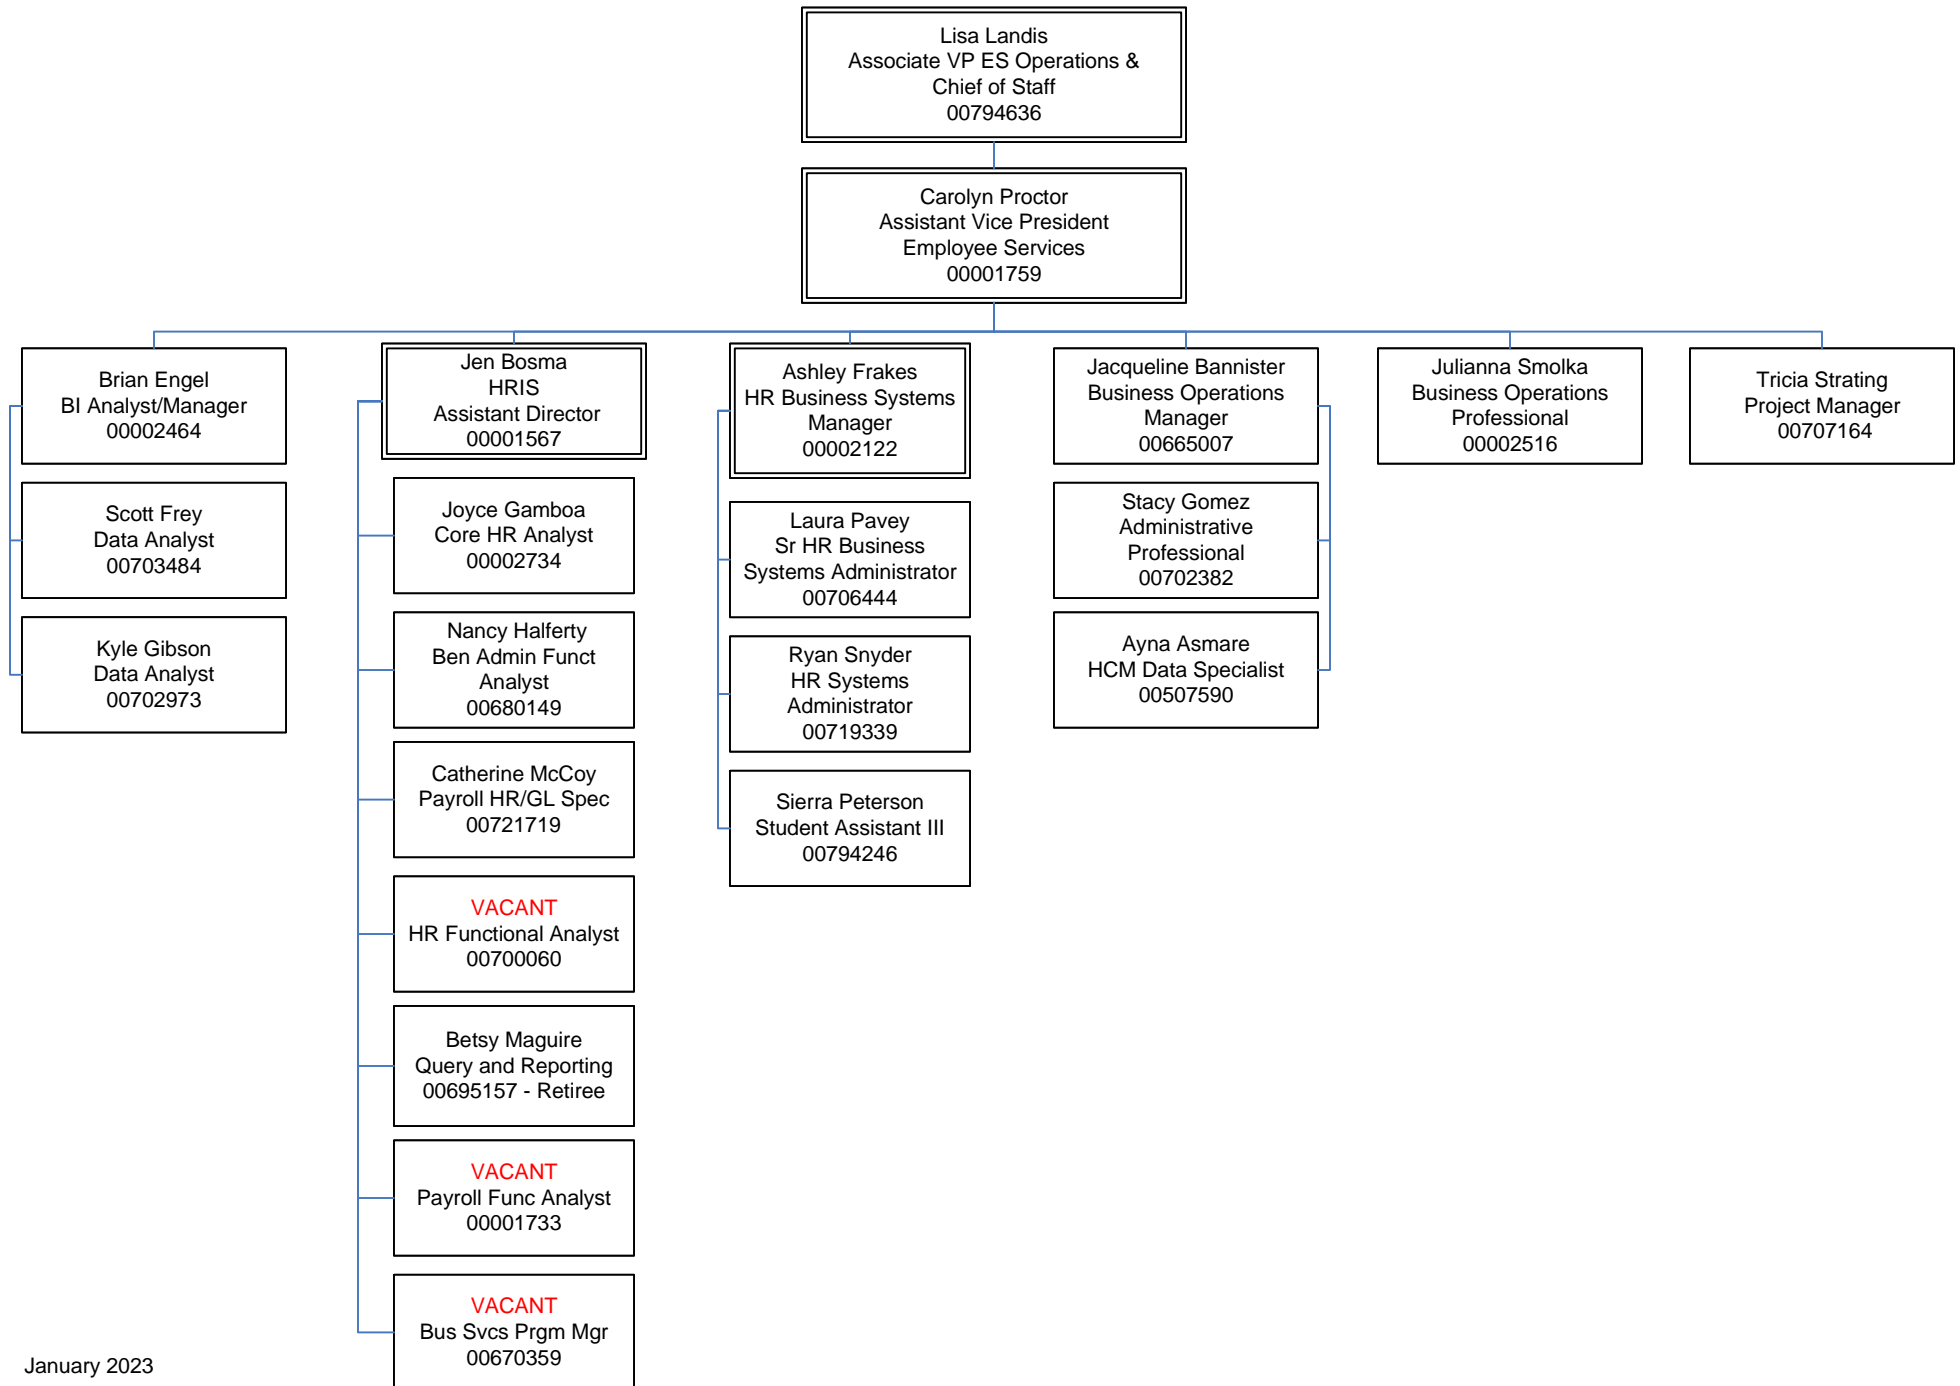 Lisa Landis
Associate VP ES Operations &
Chief of Staff
00794636
Carolyn Proctor
Assistant Vice President
Employee Services
00001759
Brian Engel
BI Analyst/Manager
00002464
Scott Frey
Data Analyst
00703484
Kyle Gibson
Data Analyst
00702973
Jen Bosma
HRIS
Assistant Director
00001567
Joyce Gamboa
Core HR Analyst
00002734
Nancy Halferty
Ben Admin Funct
Analyst
00680149
Catherine McCoy
Payroll HR/GL Spec
00721719
VACANT
HR Functional Analyst
00700060
Betsy Maguire
Query and Reporting
00695157 - Retiree
VACANT
Payroll Func Analyst
00001733
VACANT
Bus Svcs Prgm Mgr
00670359
Ashley Frakes
HR Business Systems
Manager
00002122
Laura Pavey
Sr HR Business
Systems Administrator
00706444
Ryan Snyder
HR Systems
Administrator
00719339
Sierra Peterson
Student Assistant III
00794246
Jacqueline Bannister
Business Operations
Manager
00665007
Stacy Gomez
Administrative
Professional
00702382
Ayna Asmare
HCM Data Specialist
00507590
Julianna Smolka
Business Operations
Professional
00002516
Tricia Strating
Project Manager
00707164
January 2023